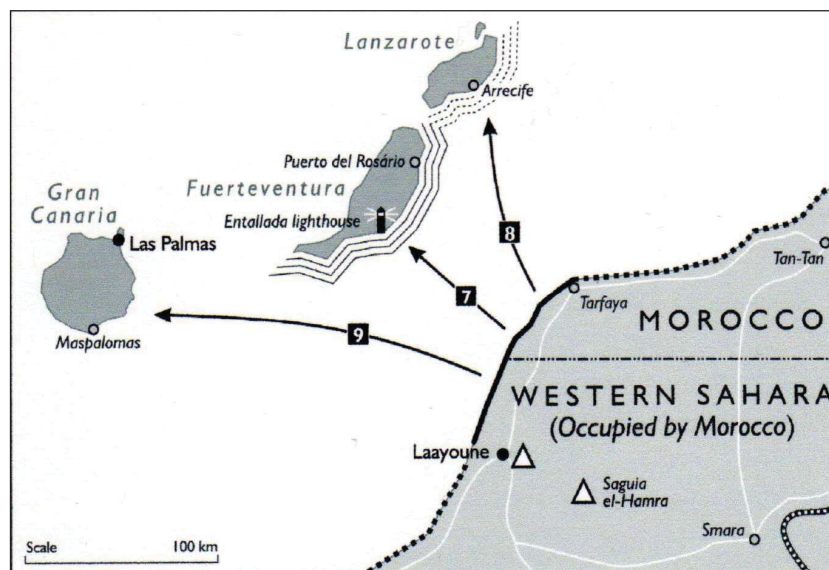 Lanzarote
Arrecife
Puerto del Rosário
Fuerteventura
Entallada lighthouse
Gran
Canaria
Las Palmas
Maspalomas
8
7
9
Tan-Tan
Tarfaya
MOROCCO
WESTERN SAHARA
(Occupied by Morocco)
Laayoune
Saguia
el-Hamra
Smara
Scale
100 km